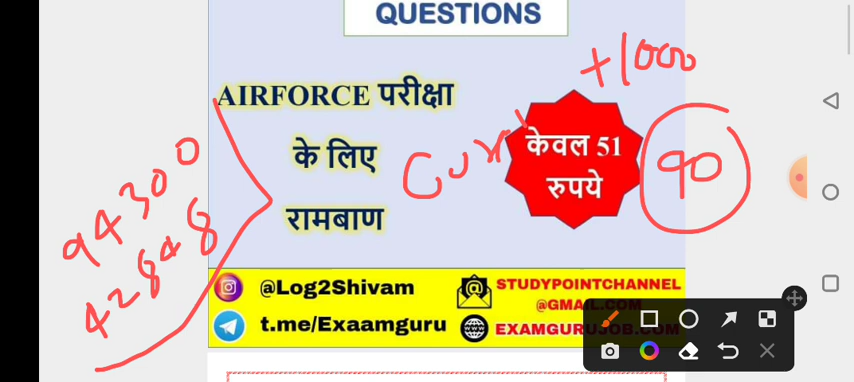 QUESTIONS
+1000
AIRFORCE परीक्षा
के लिए
रामबाण
केवल 51
रुपये
90
94300
42848
@Log2Shivam
STUDYPOINTCHANNEL
@GMAIL.COM
t.me/Exaamguru
EXAMGURUJOB.COM